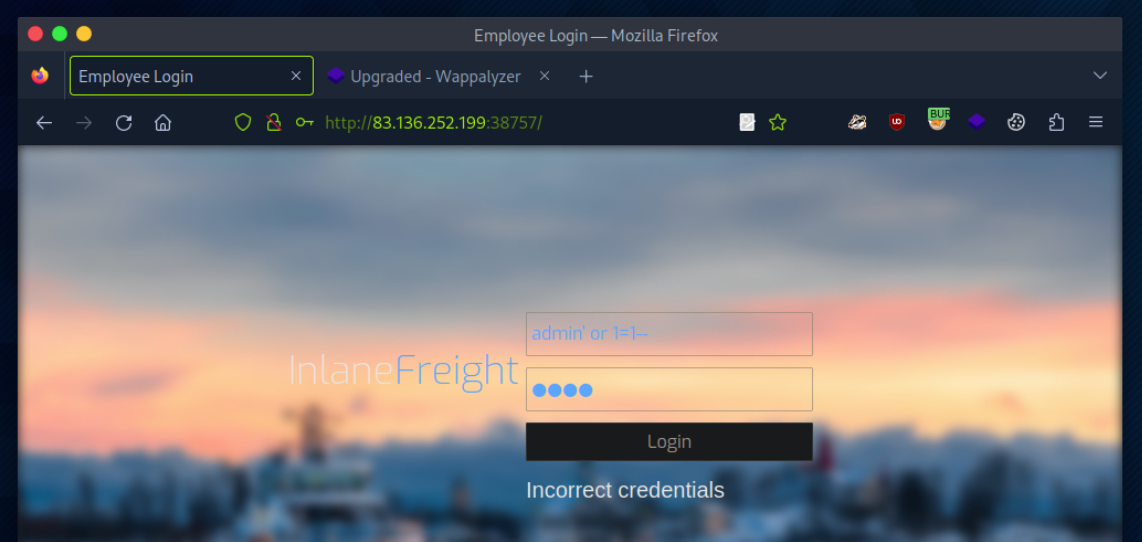 Employee Login — Mozilla Firefox
Employee Login
Upgraded - Wappalyzer
http://83.136.252.199:38757/
BUR
admin' or 1=1--
InlaneFreight
Login
Incorrect credentials